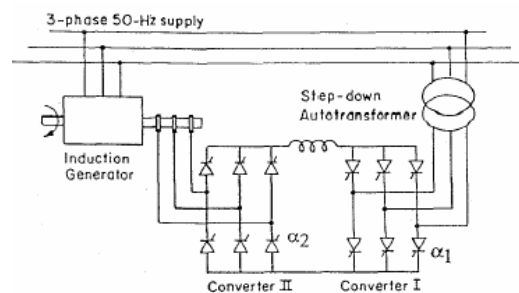 3-phase 50-Hz supply
Step-down
Autotransformer
Induction
Generator
α2
α1
Converter II
Converter I